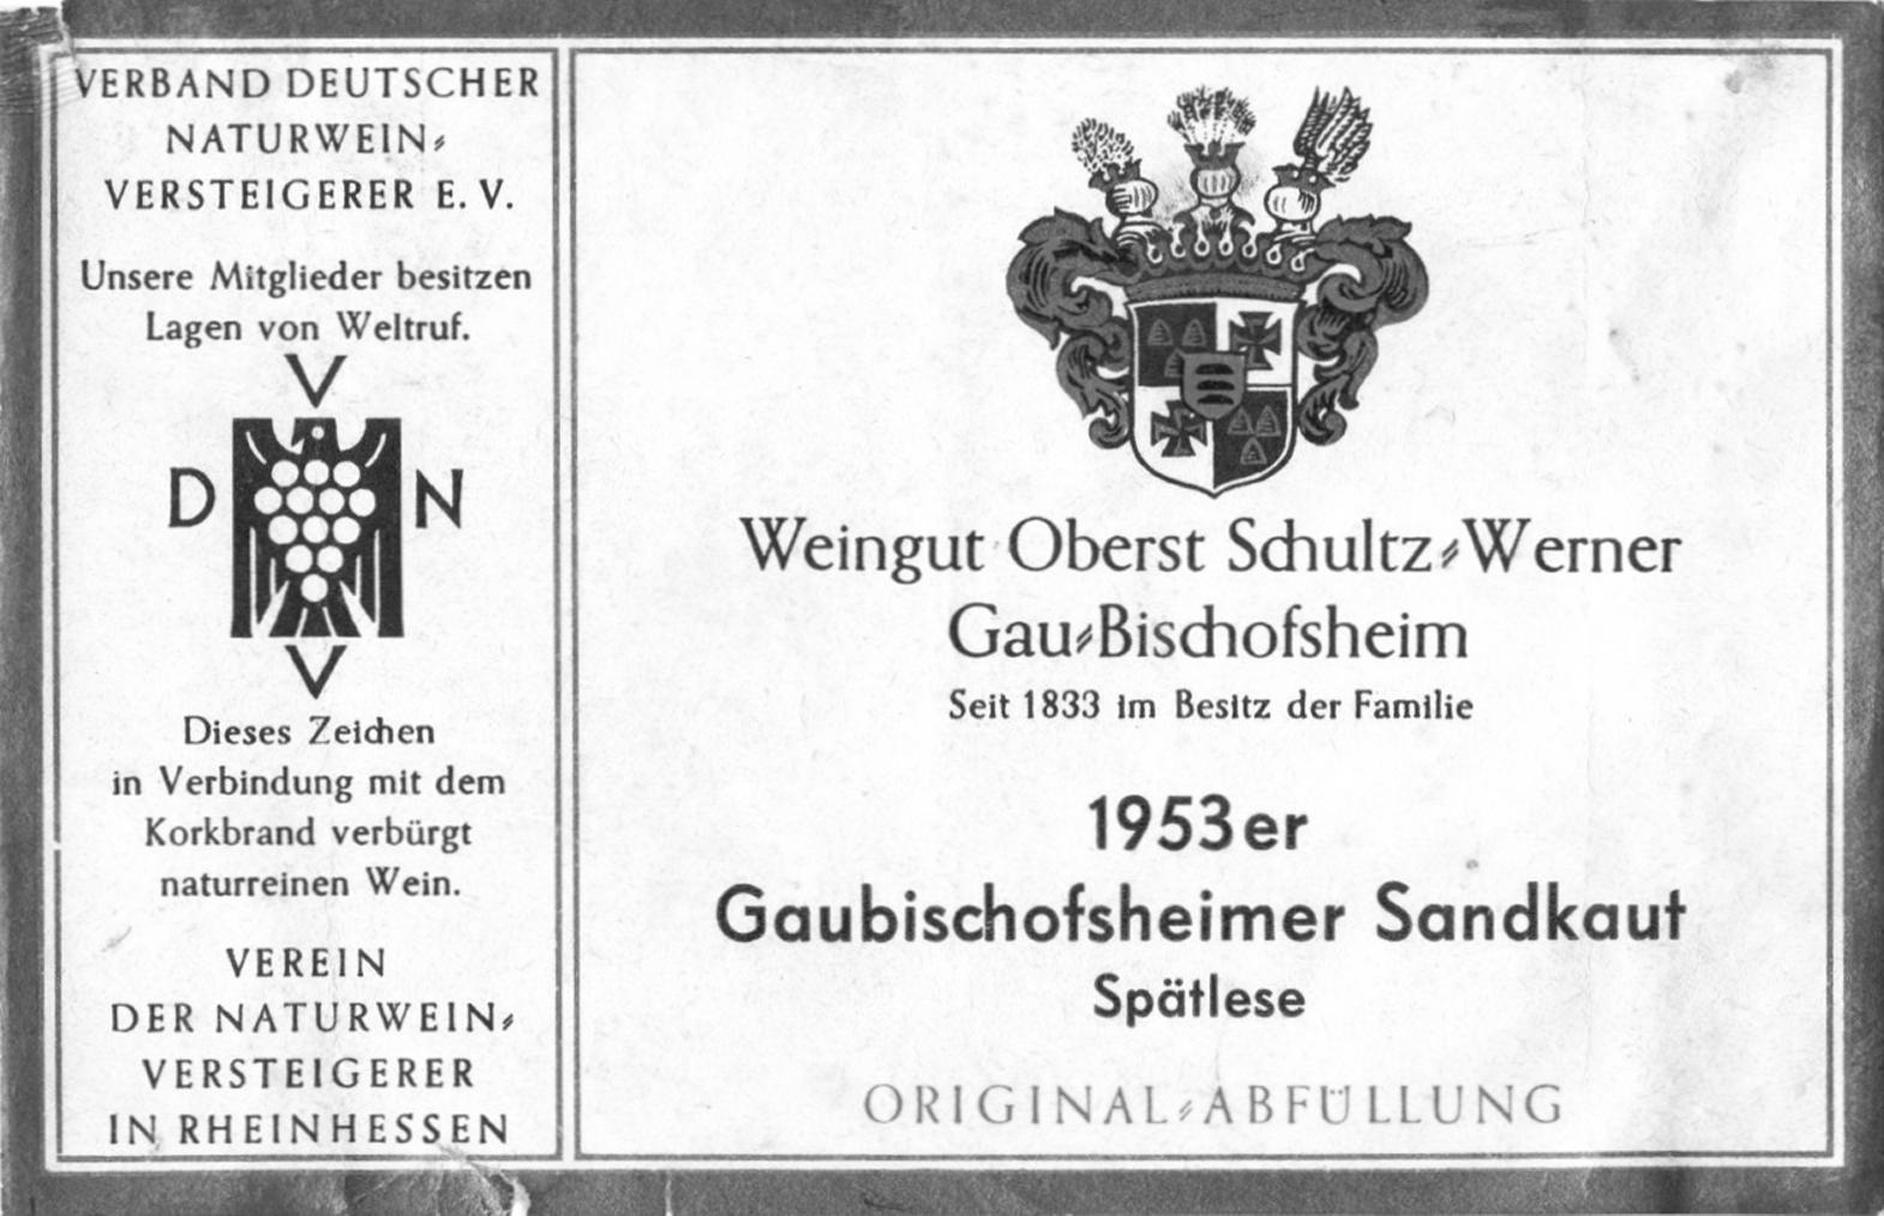 VERBAND DEUTSCHER
NATURWEIN-
VERSTEIGERER E. V.
Unsere Mitglieder besitzen
Lagen von Weltruf.
V
D N
V
Dieses Zeichen
in Verbindung mit dem
Korkbrand verbürgt
naturreinen Wein.
VEREIN
DER NATURWEIN-
VERSTEIGERER
IN RHEINHESSEN
Weingut Oberst Schultz-Werner
Gau-Bischofsheim
Seit 1833 im Besitz der Familie
1953er
Gaubischofsheimer Sandkaut
Spätlese
ORIGINAL-ABFÜLLUNG